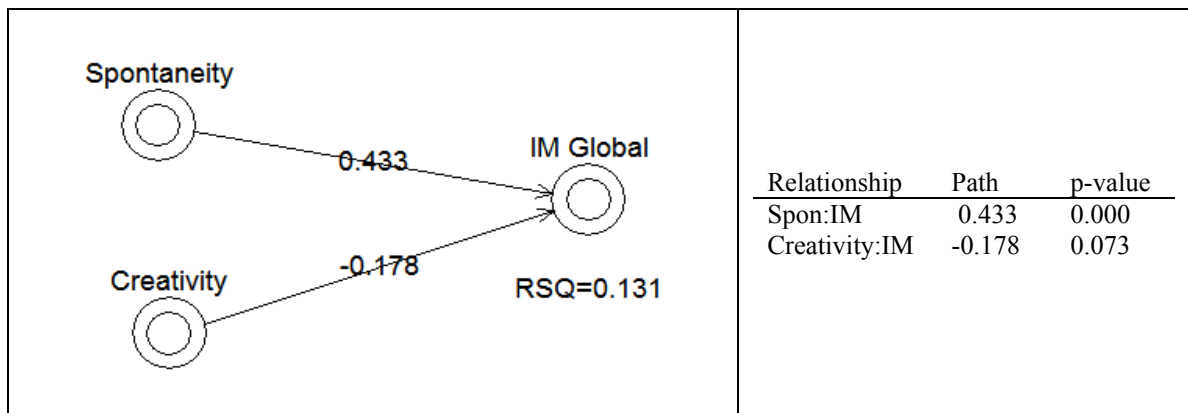 Spontaneity
0.433
IM Global
Creativity
-0.178
RSQ=0.131
Relationship Path p-value
Spon:IM 0.433 0.000
Creativity:IM -0.178 0.073